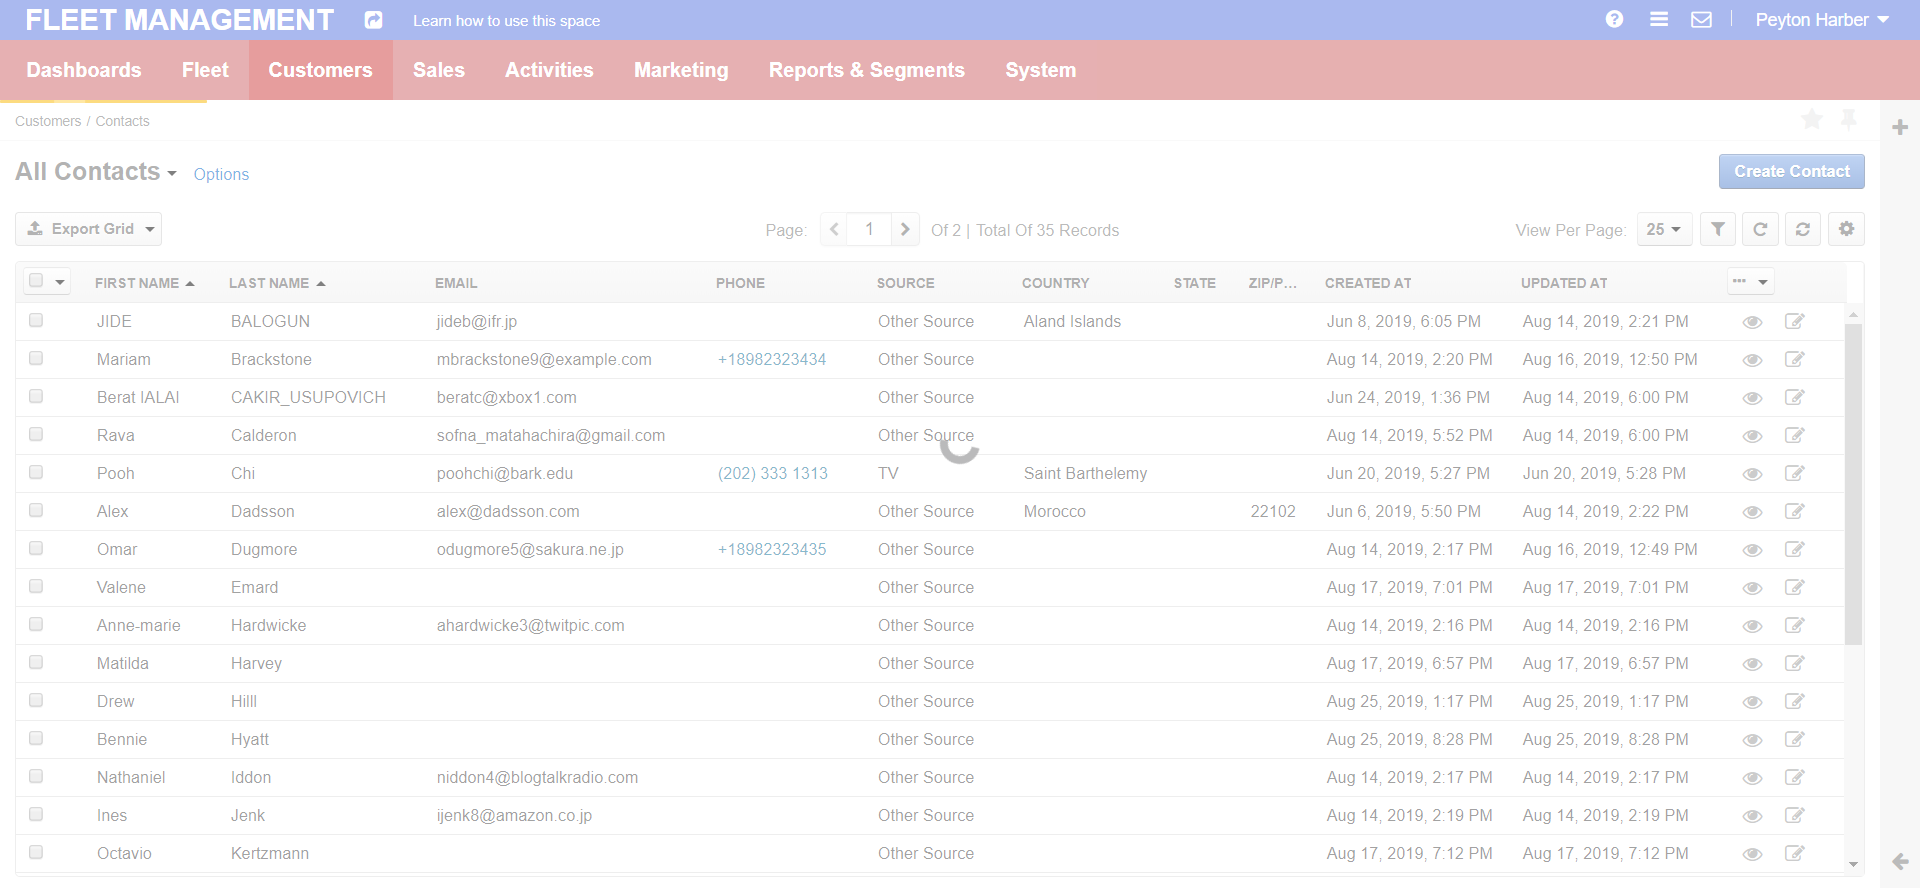 FLEET MANAGEMENT Learn how to use this space Peyton Harber
Dashboards Fleet Customers Sales Activities Marketing Reports & Segments System
Customers / Contacts
All Contacts Options Create Contact
Export Grid Page: 1 Of 2 | Total Of 35 Records View Per Page: 25
FIRST NAME LAST NAME EMAIL PHONE SOURCE COUNTRY STATE ZIP/P... CREATED AT UPDATED AT
JIDE BALOGUN jideb@ifr.jp Other Source Aland Islands Jun 8, 2019, 6:05 PM Aug 14, 2019, 2:21 PM
Mariam Brackstone mbrackstone9@example.com +18982323434 Other Source Aug 14, 2019, 2:20 PM Aug 16, 2019, 12:50 PM
Berat IALAI CAKIR_USUPOVICH beratc@xbox1.com Other Source Jun 24, 2019, 1:36 PM Aug 14, 2019, 6:00 PM
Rava Calderon sofna_matahachira@gmail.com Other Source Aug 14, 2019, 5:52 PM Aug 14, 2019, 6:00 PM
Pooh Chi poohchi@bark.edu (202) 333 1313 TV Saint Barthelemy Jun 20, 2019, 5:27 PM Jun 20, 2019, 5:28 PM
Alex Dadsson alex@dadsson.com Other Source Morocco 22102 Jun 6, 2019, 5:50 PM Aug 14, 2019, 2:22 PM
Omar Dugmore odugmore5@sakura.ne.jp +18982323435 Other Source Aug 14, 2019, 2:17 PM Aug 16, 2019, 12:49 PM
Valene Emard Other Source Aug 17, 2019, 7:01 PM Aug 17, 2019, 7:01 PM
Anne-marie Hardwicke ahardwicke3@twitpic.com Other Source Aug 14, 2019, 2:16 PM Aug 14, 2019, 2:16 PM
Matilda Harvey Other Source Aug 17, 2019, 6:57 PM Aug 17, 2019, 6:57 PM
Drew Hilll Other Source Aug 25, 2019, 1:17 PM Aug 25, 2019, 1:17 PM
Bennie Hyatt Other Source Aug 25, 2019, 8:28 PM Aug 25, 2019, 8:28 PM
Nathaniel Iddon niddon4@blogtalkradio.com Other Source Aug 14, 2019, 2:17 PM Aug 14, 2019, 2:17 PM
Ines Jenk ijenk8@amazon.co.jp Other Source Aug 14, 2019, 2:19 PM Aug 14, 2019, 2:19 PM
Octavio Kertzmann Other Source Aug 17, 2019, 7:12 PM Aug 17, 2019, 7:12 PM